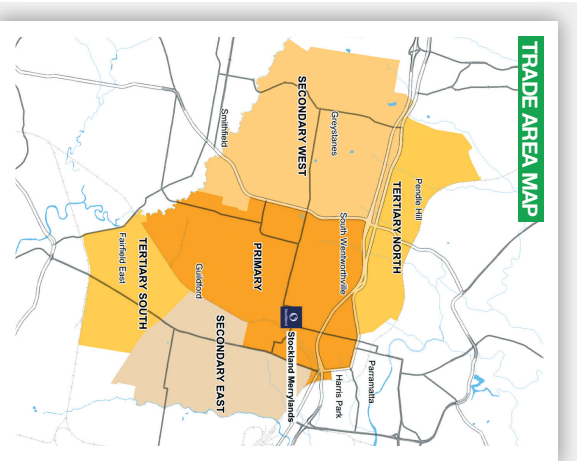 TRADE AREA MAP
Pendle Hill
TERTIARY NORTH
Greystanes
SECONDARY WEST
South Wentworthville
Smithfield
Parramatta
Harris Park
PRIMARY
Stockland Merrylands
Guildford
SECONDARY EAST
TERTIARY SOUTH
Fairfield East